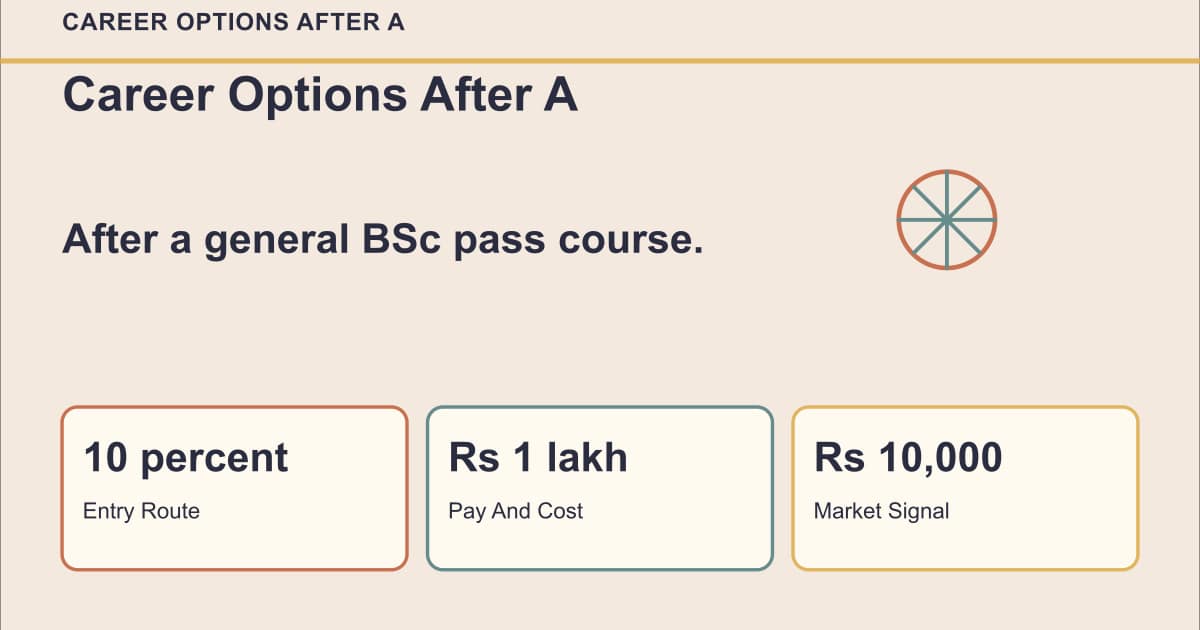 CAREER OPTIONS AFTER A
Career Options After A
After a general BSc pass course.
10 percent
Entry Route
Rs 1 lakh
Pay And Cost
Rs 10,000
Market Signal